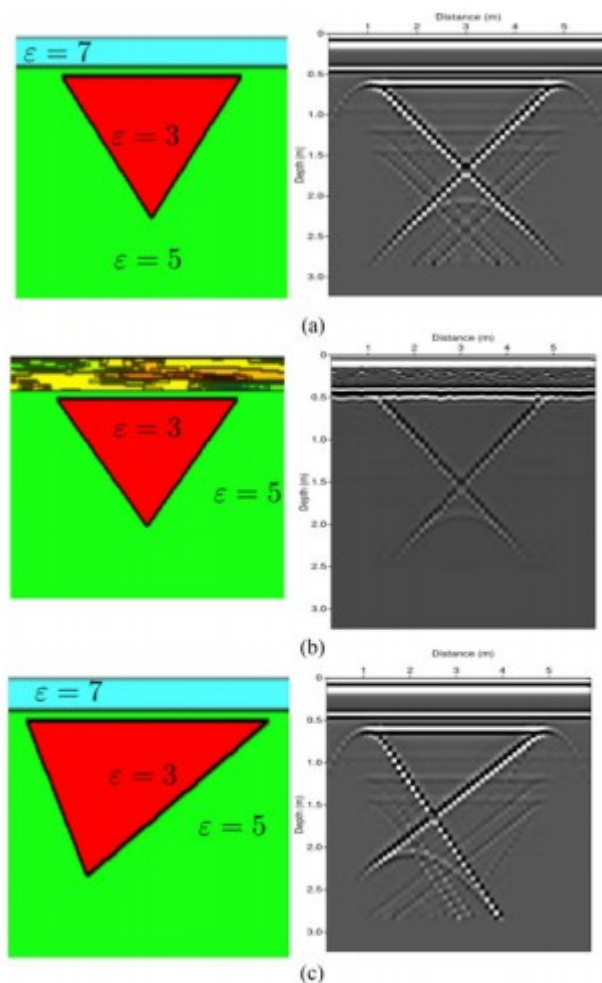 ε = 7
ε = 3
ε = 5
Distance (m)
1 2 3 4 5
Depth (m)
0
0.5
1.0
1.5
2.0
2.5
3.0
(a)
ε = 3
ε = 5
Distance (m)
1 2 3 4 5
Depth (m)
0
0.5
1.0
1.5
2.0
2.5
3.0
(b)
ε = 7
ε = 3
ε = 5
Distance (m)
1 2 3 4 5
Depth (m)
0
0.5
1.0
1.5
2.0
2.5
3.0
(c)